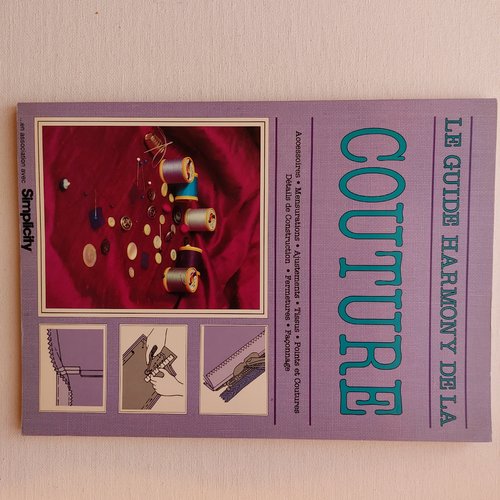 LE GUIDE HARMONY DE LA
COUTURE
Accessoires • Mensurations • Ajustements • Tissus • Points et Coutures
Détails de Construction • Fermetures • Façonnage
...en association avec Simplicity